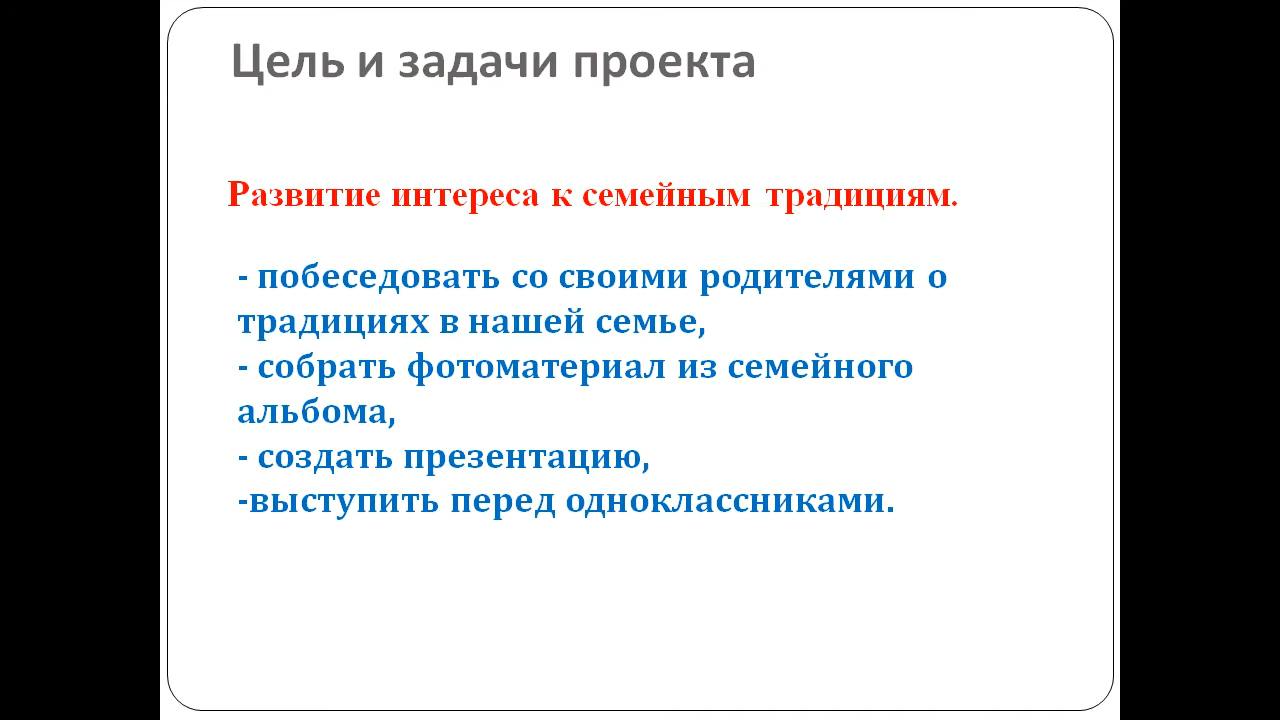 Цель и задачи проекта
Развитие интереса к семейным традициям.
- побеседовать со своими родителями о
традициях в нашей семье,
- собрать фотоматериал из семейного
альбома,
- создать презентацию,
-выступить перед одноклассниками.